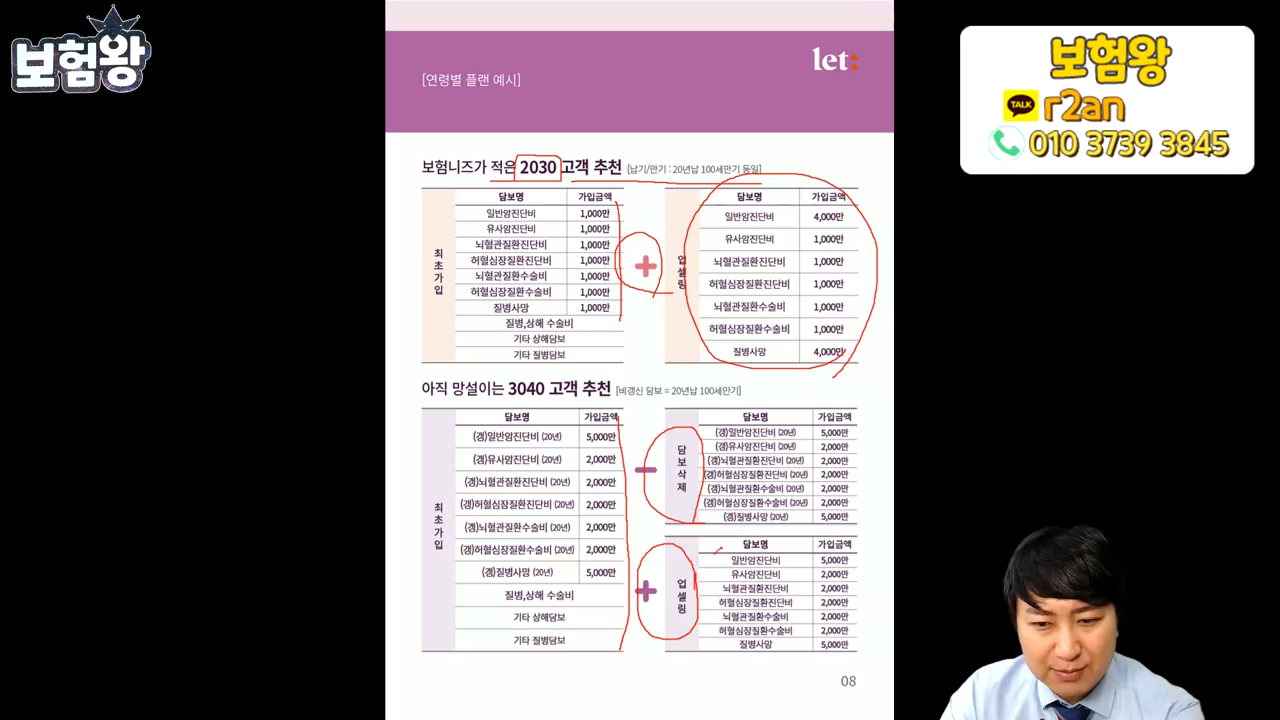 보험왕
[연령별 플랜 예시]
let:
보험왕
TALK r2an
010 3739 3845
보험니즈가 적은 2030 고객 추천 [납기/만기 : 20년납 100세만기 동일]
최초가입
담보명 가입금액
일반암진단비 1,000만
유사암진단비 1,000만
뇌혈관질환진단비 1,000만
허혈심장질환진단비 1,000만
뇌혈관질환수술비 1,000만
허혈심장질환수술비 1,000만
질병사망 1,000만
질병,상해 수술비
기타 상해담보
기타 질병담보
+
업셀링
담보명 가입금액
일반암진단비 4,000만
유사암진단비 1,000만
뇌혈관질환진단비 1,000만
허혈심장질환진단비 1,000만
뇌혈관질환수술비 1,000만
허혈심장질환수술비 1,000만
질병사망 4,000만
아직 망설이는 3040 고객 추천 [비갱신 담보 = 20년납 100세만기]
최초가입
담보명 가입금액
(갱)일반암진단비 (20년) 5,000만
(갱)유사암진단비 (20년) 2,000만
(갱)뇌혈관질환진단비 (20년) 2,000만
(갱)허혈심장질환진단비 (20년) 2,000만
(갱)뇌혈관질환수술비 (20년) 2,000만
(갱)허혈심장질환수술비 (20년) 2,000만
(갱)질병사망 (20년) 5,000만
질병,상해 수술비
기타 상해담보
기타 질병담보
-
담보삭제
담보명 가입금액
(갱)일반암진단비 (20년) 5,000만
(갱)유사암진단비 (20년) 2,000만
(갱)뇌혈관질환진단비 (20년) 2,000만
(갱)허혈심장질환진단비 (20년) 2,000만
(갱)뇌혈관질환수술비 (20년) 2,000만
(갱)허혈심장질환수술비 (20년) 2,000만
(갱)질병사망 (20년) 5,000만
+
업셀링
담보명 가입금액
일반암진단비 5,000만
유사암진단비 2,000만
뇌혈관질환진단비 2,000만
허혈심장질환진단비 2,000만
뇌혈관질환수술비 2,000만
허혈심장질환수술비 2,000만
질병사망 5,000만
08